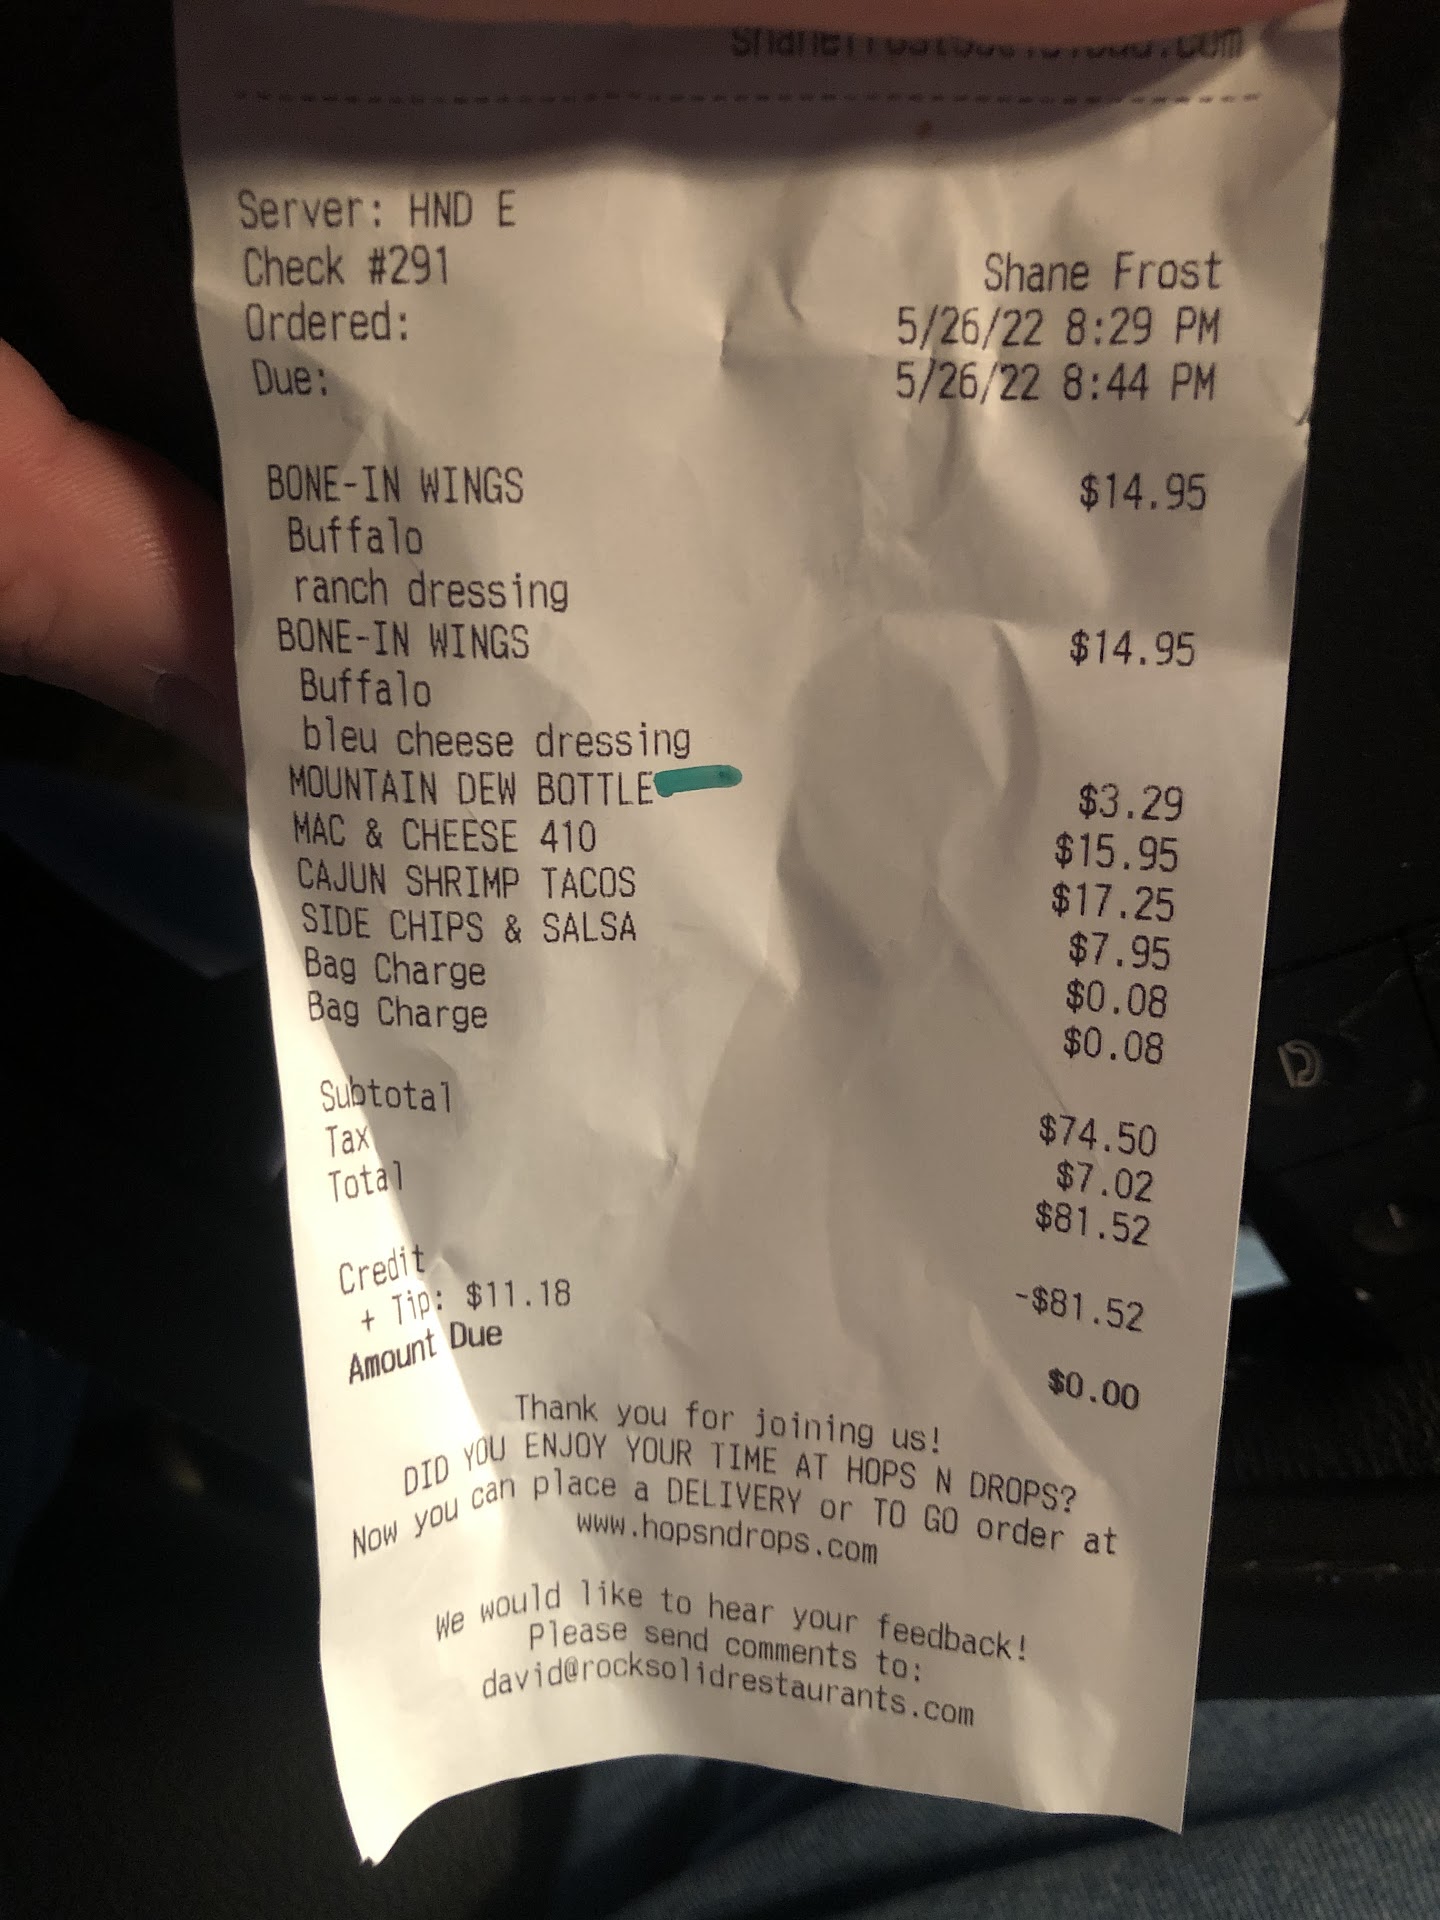 Server: HND E
Check #291 Shane Frost
Ordered: 5/26/22 8:29 PM
Due: 5/26/22 8:44 PM
BONE-IN WINGS $14.95
Buffalo
ranch dressing
BONE-IN WINGS $14.95
Buffalo
bleu cheese dressing
MOUNTAIN DEW BOTTLE $3.29
MAC & CHEESE 410 $15.95
CAJUN SHRIMP TACOS $17.25
SIDE CHIPS & SALSA $7.95
Bag Charge $0.08
Bag Charge $0.08
Subtotal $74.50
Tax $7.02
Total $81.52
Credit -$81.52
+ Tip: $11.18
Amount Due $0.00
Thank you for joining us!
DID YOU ENJOY YOUR TIME AT HOPS N DROPS?
Now you can place a DELIVERY or TO GO order at
www.hopsndrops.com
We would like to hear your feedback!
Please send comments to:
david@rocksolidrestaurants.com